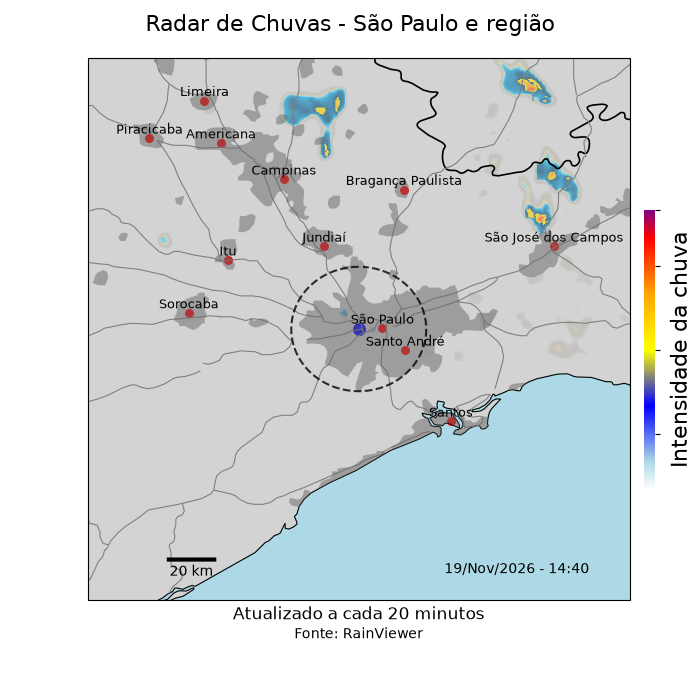 Radar de Chuvas - São Paulo e região
Limeira
Piracicaba
Americana
Campinas
Bragança Paulista
Jundiaí
São José dos Campos
Itu
Sorocaba
São Paulo
Santo André
Santos
Intensidade da chuva
20 km
19/Nov/2026 - 14:40
Atualizado a cada 20 minutos
Fonte: RainViewer